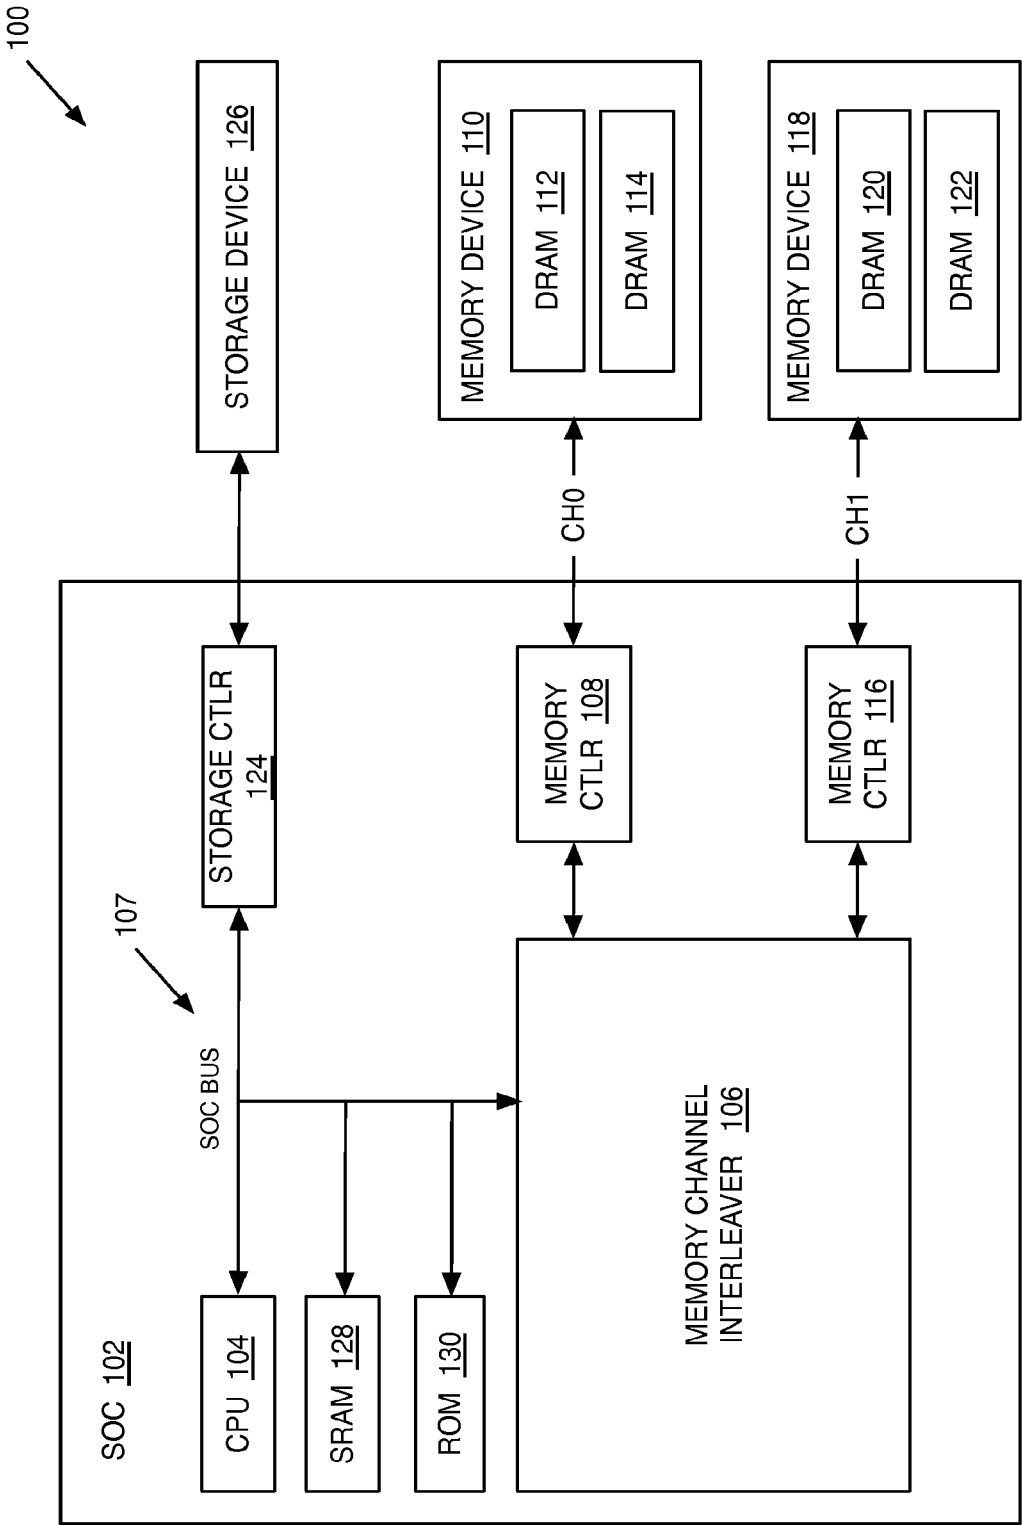 100
SOC 102
CPU 104
SRAM 128
ROM 130
SOC BUS
107
STORAGE CTLR
124
STORAGE DEVICE 126
MEMORY CHANNEL
INTERLEAVER 106
MEMORY
CTLR 108
CH0
MEMORY DEVICE 110
DRAM 112
DRAM 114
MEMORY
CTLR 116
CH1
MEMORY DEVICE 118
DRAM 120
DRAM 122